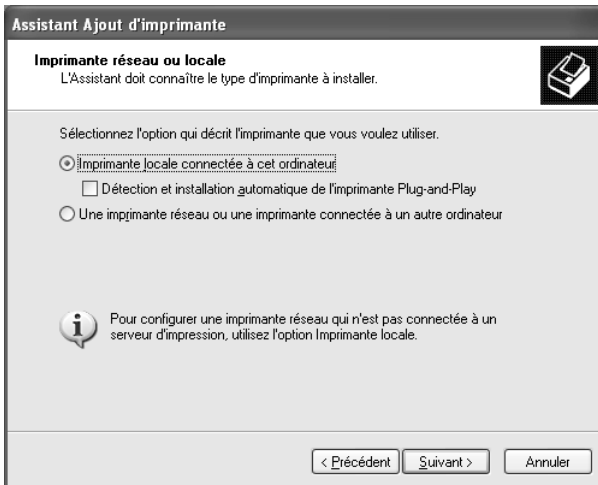 Assistant Ajout d'imprimante
Imprimante réseau ou locale
L'Assistant doit connaître le type d'imprimante à installer.
Sélectionnez l'option qui décrit l'imprimante que vous voulez utiliser.
Imprimante locale connectée à cet ordinateur
Détection et installation automatique de l'imprimante Plug-and-Play
Une imprimante réseau ou une imprimante connectée à un autre ordinateur
Pour configurer une imprimante réseau qui n'est pas connectée à un
serveur d'impression, utilisez l'option Imprimante locale.
< Précédent Suivant > Annuler